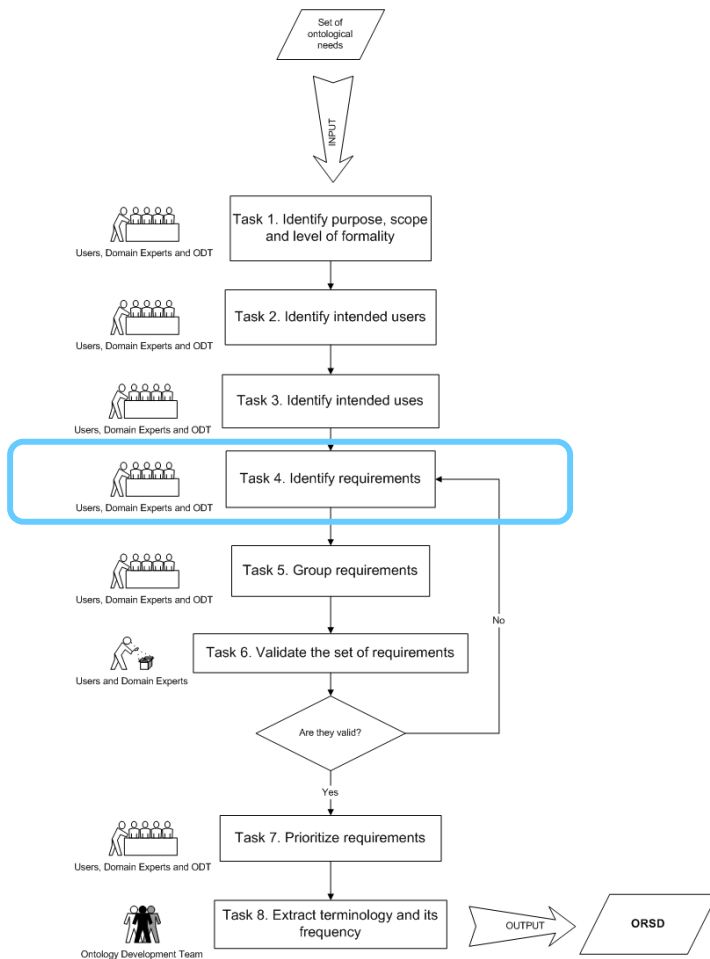 Set of
ontological
needs
INPUT
Task 1. Identify purpose, scope
and level of formality
Users, Domain Experts and ODT
Task 2. Identify intended users
Users, Domain Experts and ODT
Task 3. Identify intended uses
Users, Domain Experts and ODT
Task 4. Identify requirements
Users, Domain Experts and ODT
Task 5. Group requirements
Users, Domain Experts and ODT
No
Task 6. Validate the set of requirements
Users and Domain Experts
Are they valid?
Yes
Task 7. Prioritize requirements
Users, Domain Experts and ODT
Task 8. Extract terminology and its
frequency
Ontology Development Team
OUTPUT
ORSD